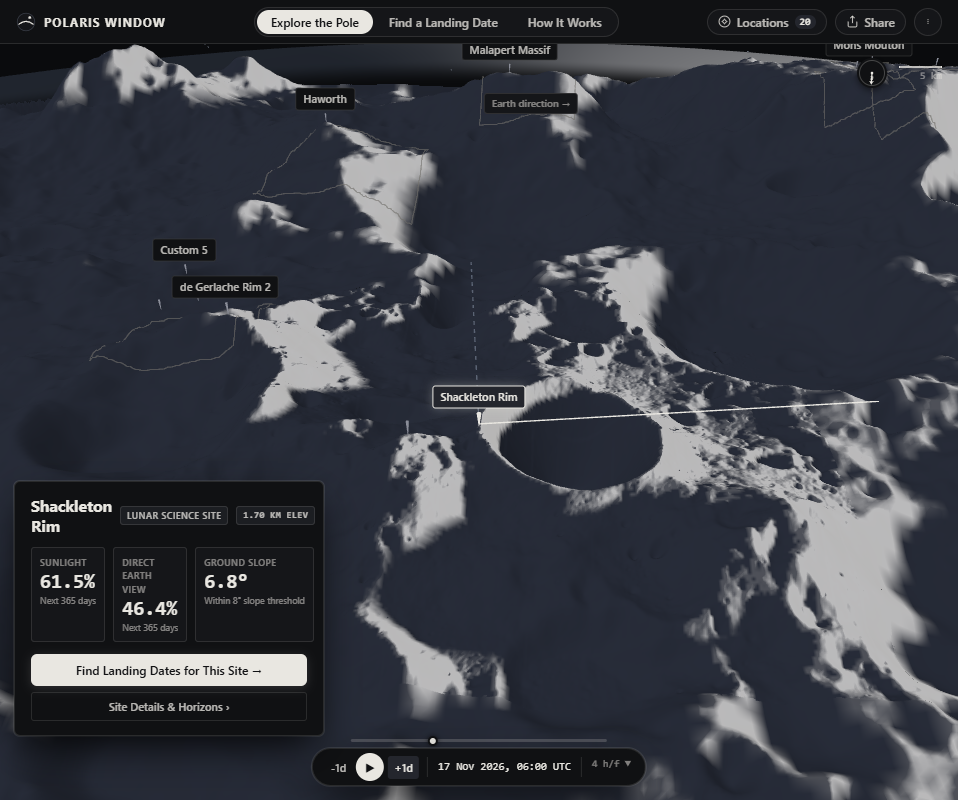 POLARIS WINDOW
Explore the Pole
Find a Landing Date
How It Works
Locations 20
Share
Malapert Massif
Mons Mouton
5 k
Haworth
Earth direction →
Custom 5
de Gerlache Rim 2
Shackleton Rim
Shackleton
Rim
LUNAR SCIENCE SITE
1.70 KM ELEV
SUNLIGHT
61.5%
Next 365 days
DIRECT
EARTH
VIEW
46.4%
Next 365 days
GROUND SLOPE
6.8°
Within 8° slope threshold
Find Landing Dates for This Site →
Site Details & Horizons ›
-1d
+1d
17 Nov 2026, 06:00 UTC
4 h/f ▼